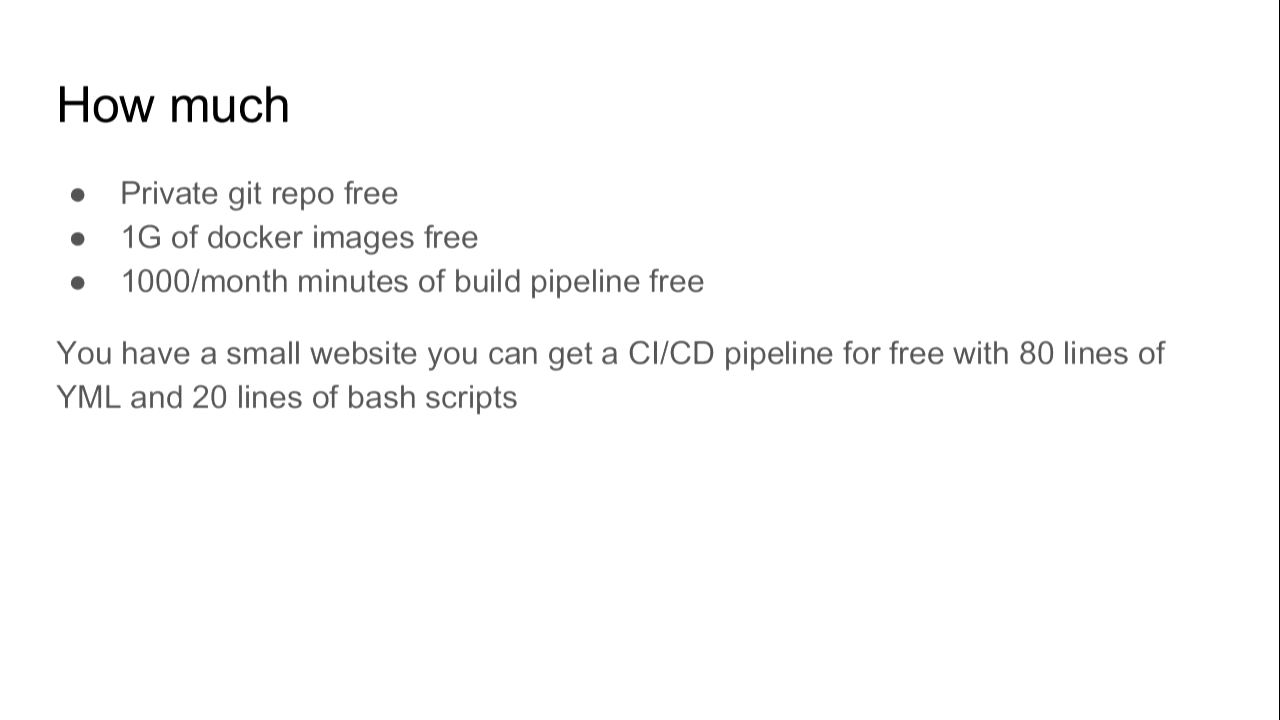 How much
● Private git repo free
● 1G of docker images free
● 1000/month minutes of build pipeline free
You have a small website you can get a CI/CD pipeline for free with 80 lines of
YML and 20 lines of bash scripts